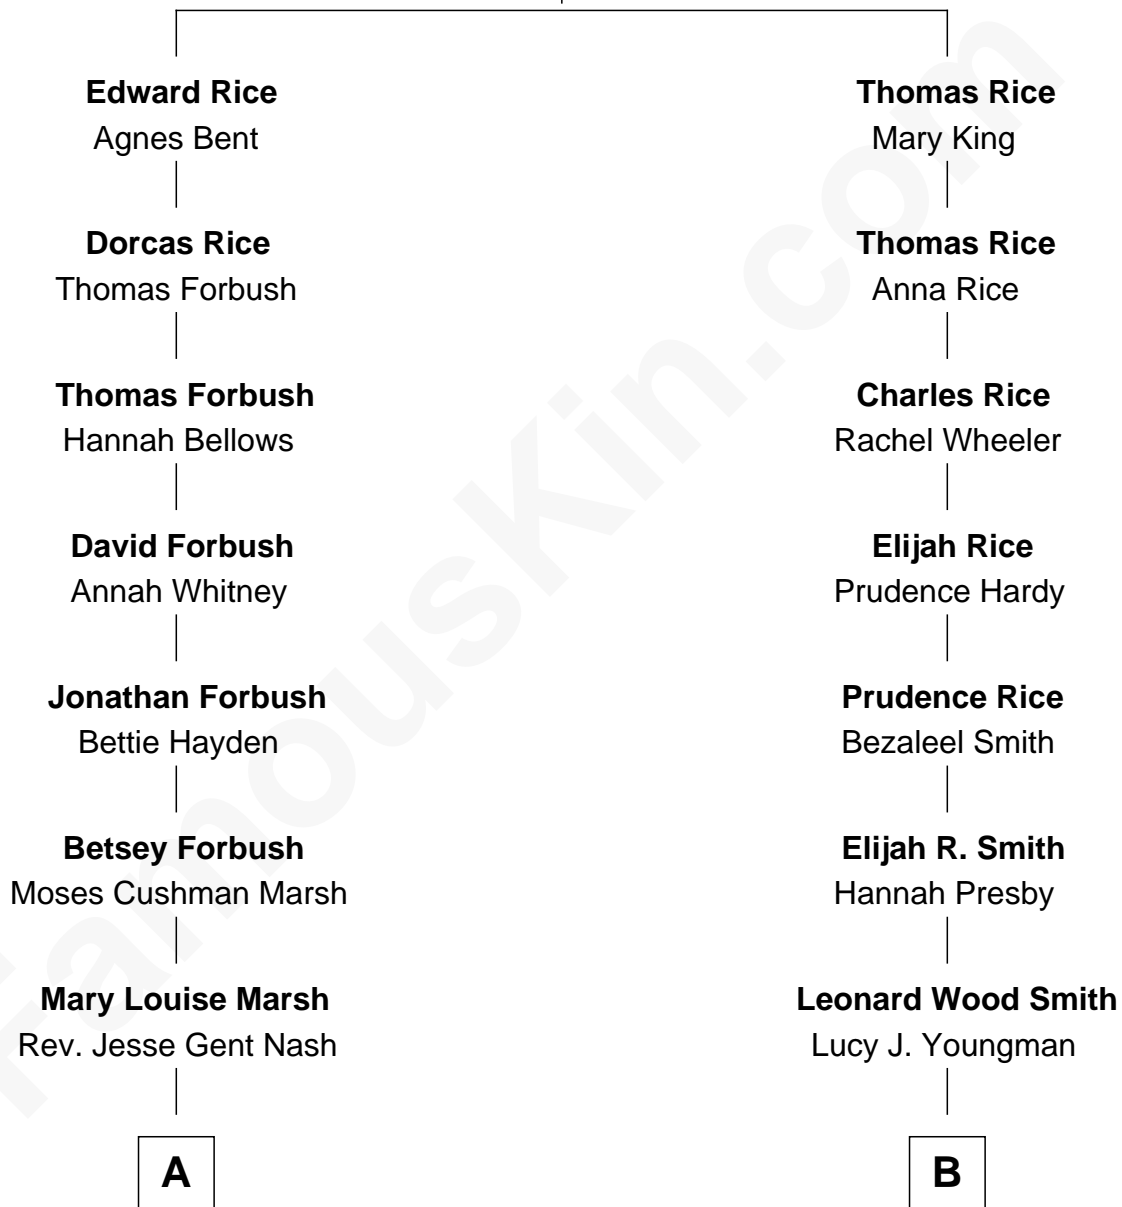 Edward Rice
Agnes Bent
Thomas Rice
Mary King
Dorcas Rice
Thomas Forbush
Thomas Rice
Anna Rice
Thomas Forbush
Hannah Bellows
Charles Rice
Rachel Wheeler
David Forbush
Annah Whitney
Elijah Rice
Prudence Hardy
Jonathan Forbush
Bettie Hayden
Prudence Rice
Bezaleel Smith
Betsey Forbush
Moses Cushman Marsh
Elijah R. Smith
Hannah Presby
Mary Louise Marsh
Rev. Jesse Gent Nash
Leonard Wood Smith
Lucy J. Youngman
A
B
FamousKin.com